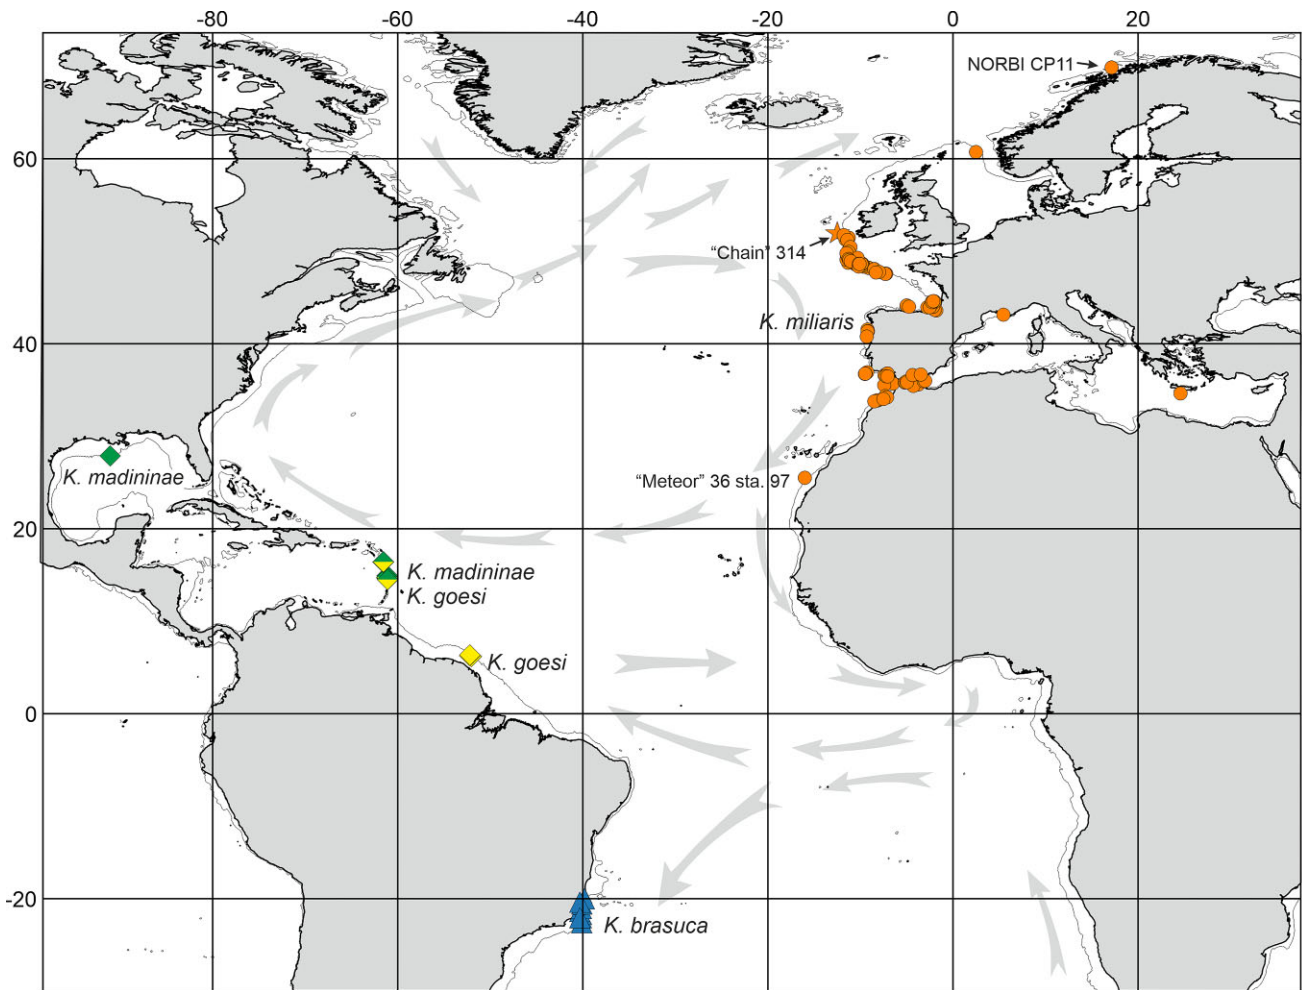 -80 -60 -40 -20 0 20
NORBI CP11
60
"Chain" 314
K. miliaris
40
K. madininae
"Meteor" 36 sta. 97
20
K. madininae
K. goesi
K. goesi
0
-20
K. brasuca